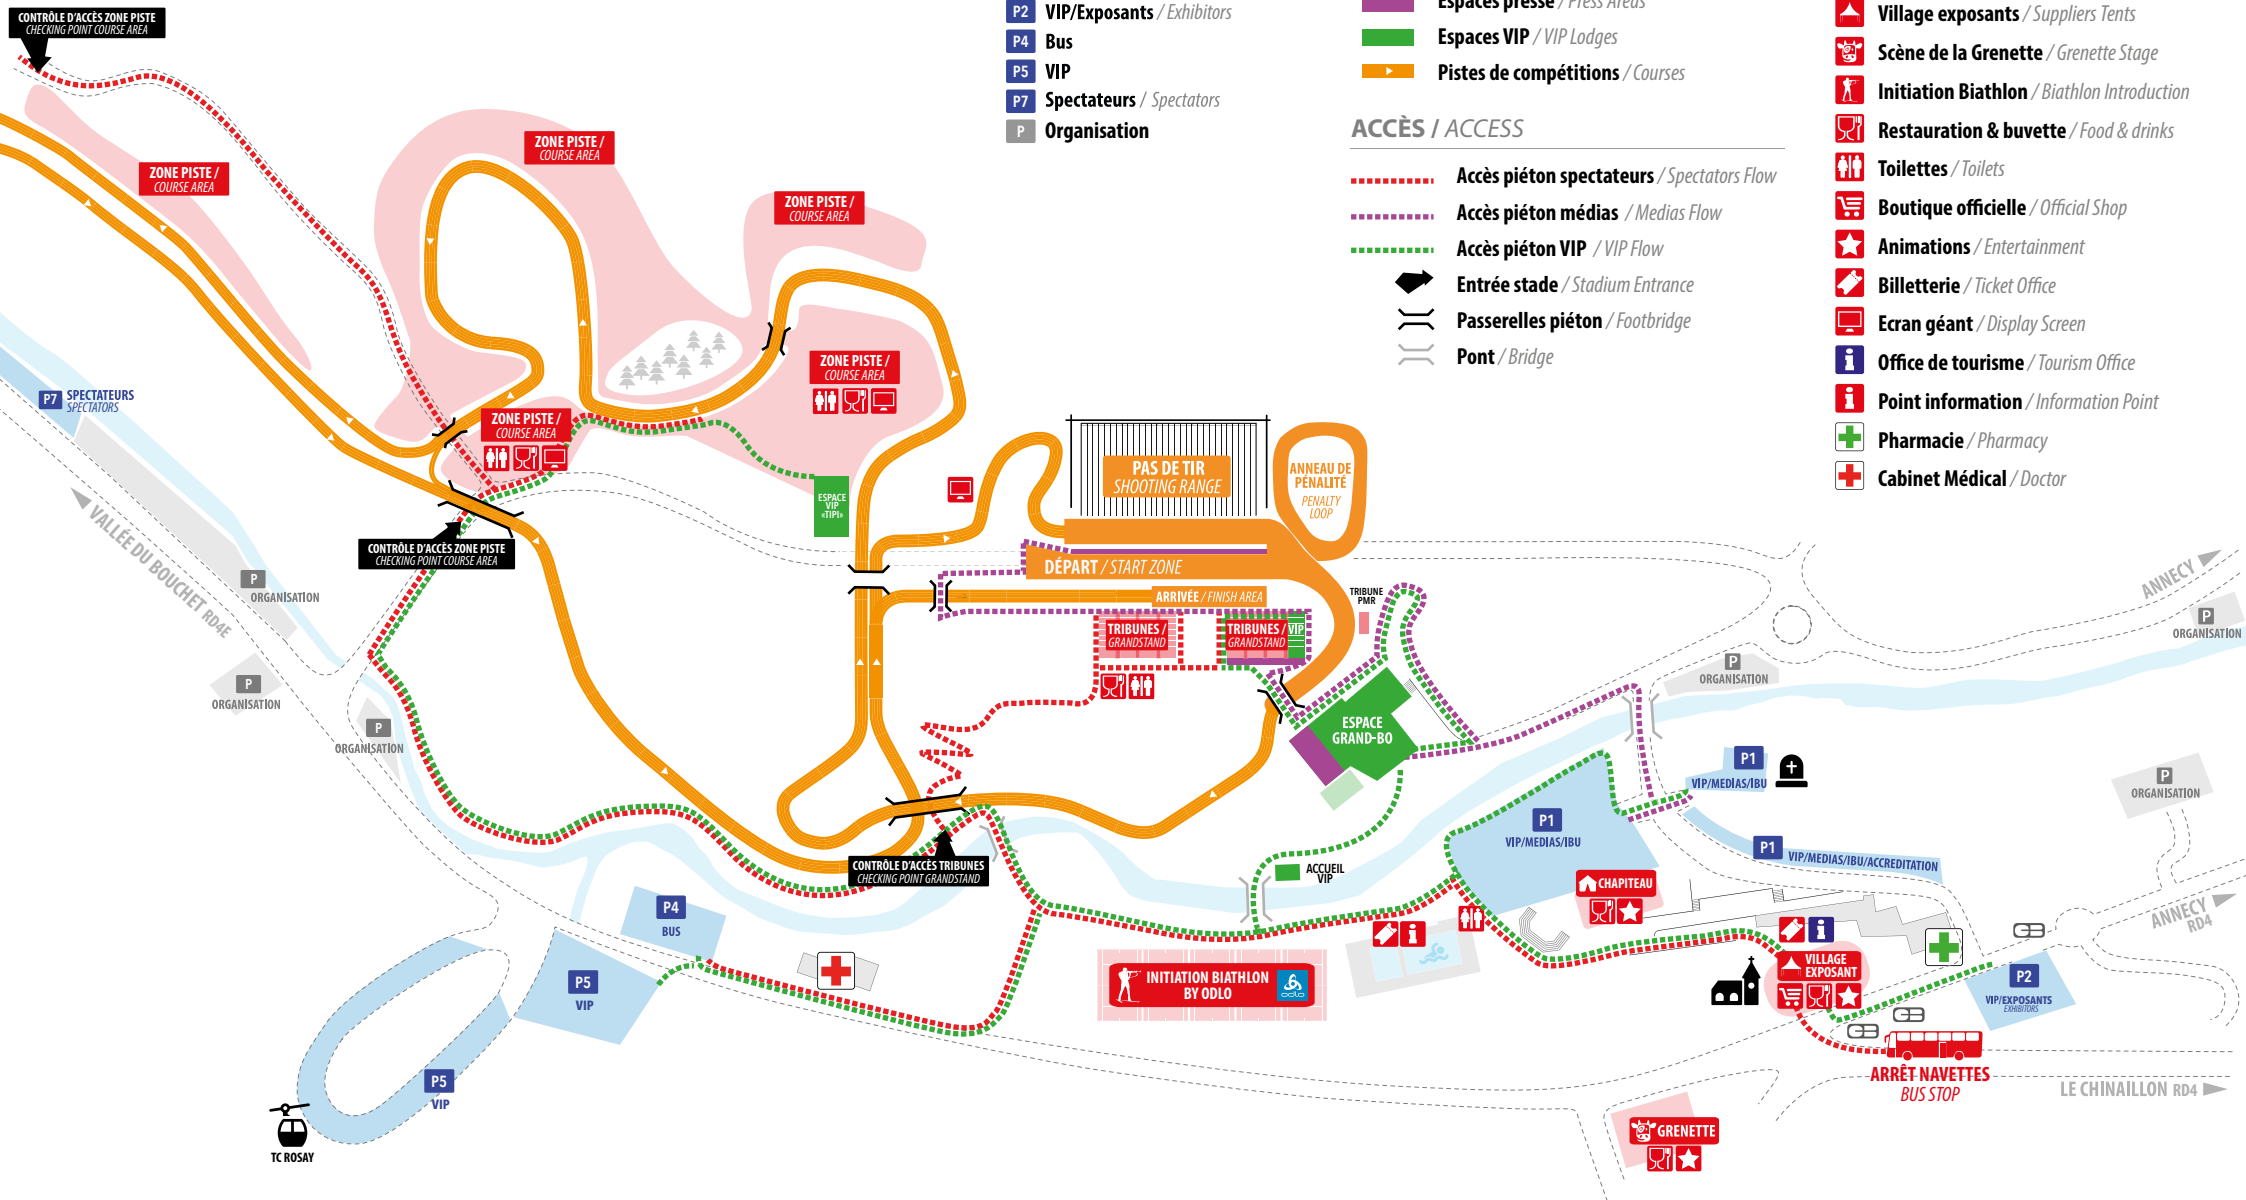 CONTRÔLE D'ACCÈS ZONE PISTE
CHECKING POINT COURSE AREA
P2 VIP/Exposants / Exhibitors
P4 Bus
P5 VIP
P7 Spectateurs / Spectators
P Organisation
Espaces presse / Press Areas
Espaces VIP / VIP Lodges
Pistes de compétitions / Courses
ACCÈS / ACCESS
Accès piéton spectateurs / Spectators Flow
Accès piéton médias / Medias Flow
Accès piéton VIP / VIP Flow
Entrée stade / Stadium Entrance
Passerelles piéton / Footbridge
Pont / Bridge
Village exposants / Suppliers Tents
Scène de la Grenette / Grenette Stage
Initiation Biathlon / Biathlon Introduction
Restauration & buvette / Food & drinks
Toilettes / Toilets
Boutique officielle / Official Shop
Animations / Entertainment
Billetterie / Ticket Office
Ecran géant / Display Screen
Office de tourisme / Tourism Office
Point information / Information Point
Pharmacie / Pharmacy
Cabinet Médical / Doctor
ZONE PISTE /
COURSE AREA
ZONE PISTE /
COURSE AREA
ZONE PISTE /
COURSE AREA
ZONE PISTE /
COURSE AREA
ZONE PISTE /
COURSE AREA
P7 SPECTATEURS
SPECTATORS
VALLÉE DU BOUCHET RD4E
CONTRÔLE D'ACCÈS ZONE PISTE
CHECKING POINT COURSE AREA
ESPACE
VIP
«TIPI»
PAS DE TIR
SHOOTING RANGE
ANNEAU DE
PÉNALITÉ
PENALTY
LOOP
DÉPART / START ZONE
ARRIVÉE / FINISH AREA
TRIBUNE
PMR
TRIBUNES /
GRANDSTAND
TRIBUNES /
GRANDSTAND
VIP
ANNECY
P
ORGANISATION
P
ORGANISATION
P
ORGANISATION
P
ORGANISATION
P
ORGANISATION
P
ORGANISATION
ESPACE
GRAND-BO
P1
VIP/MEDIAS/IBU
P1
VIP/MEDIAS/IBU
P1 VIP/MEDIAS/IBU/ACCREDITATION
CONTRÔLE D'ACCÈS TRIBUNES
CHECKING POINT GRANDSTAND
ACCUEIL
VIP
CHAPITEAU
P4
BUS
P5
VIP
P5
VIP
TC ROSAY
INITIATION BIATHLON
BY ODLO
odlo
VILLAGE
EXPOSANT
P2
VIP/EXPOSANTS
EXHIBITORS
ANNECY
RD4
ARRÊT NAVETTES
BUS STOP
LE CHINAILLON RD4
GRENETTE